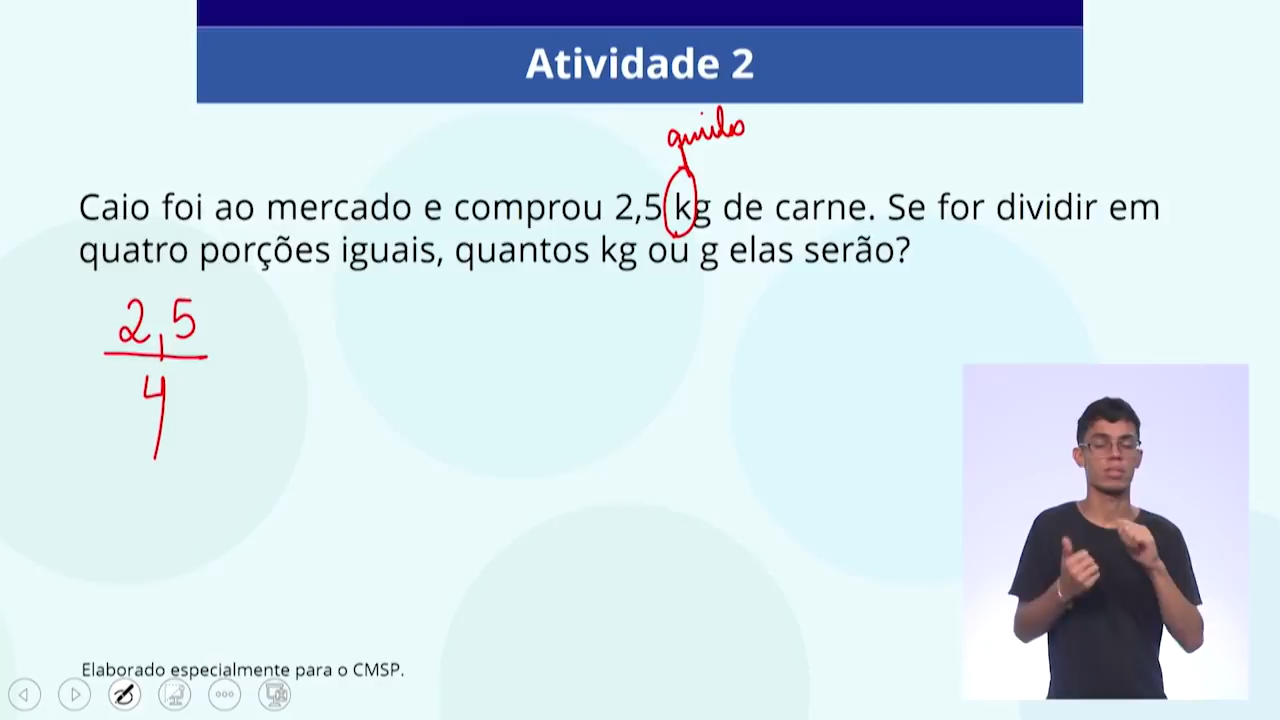 Atividade 2
quilo
Caio foi ao mercado e comprou 2,5 kg de carne. Se for dividir em
quatro porções iguais, quantos kg ou g elas serão?
2,5
4
Elaborado especialmente para o CMSP.